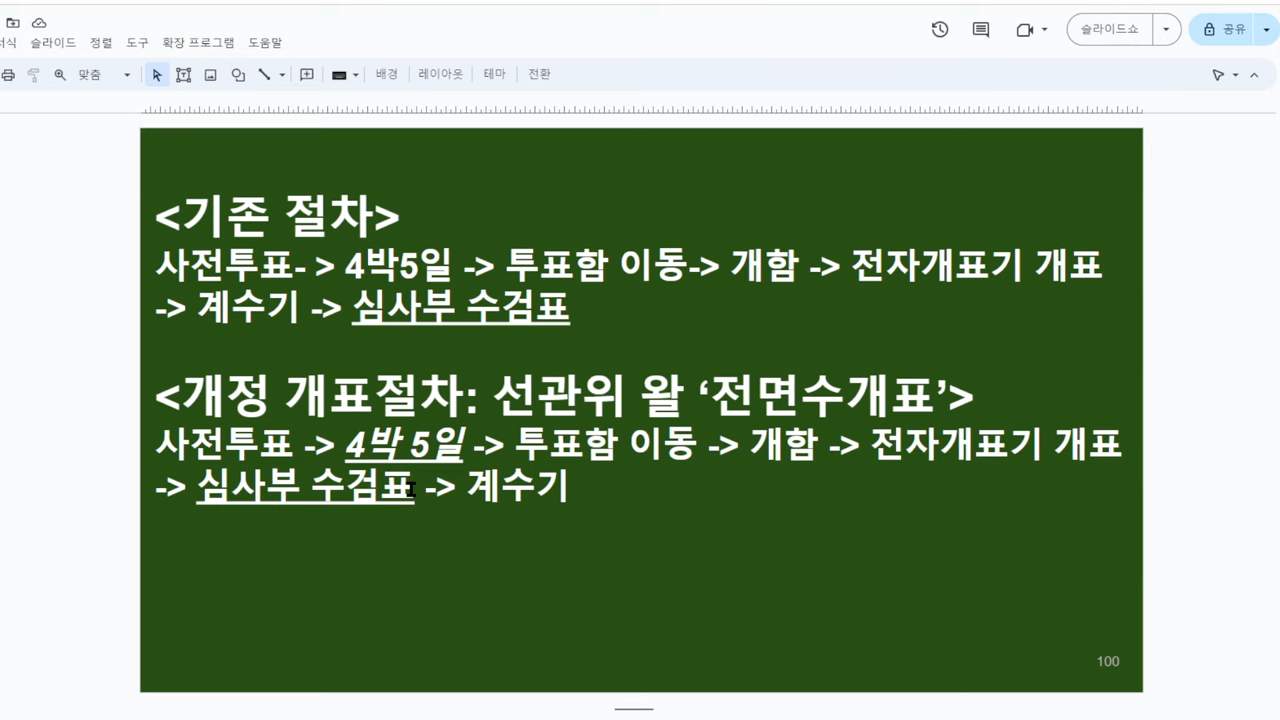 서식 슬라이드 정렬 도구 확장 프로그램 도움말
슬라이드쇼
공유
맞춤 배경 레이아웃 테마 전환
<기존 절차>
사전투표- > 4박5일 -> 투표함 이동-> 개함 -> 전자개표기 개표
-> 계수기 -> 심사부 수검표
<개정 개표절차: 선관위 왈 ‘전면수개표’>
사전투표 -> 4박 5일 -> 투표함 이동 -> 개함 -> 전자개표기 개표
-> 심사부 수검표 -> 계수기
100